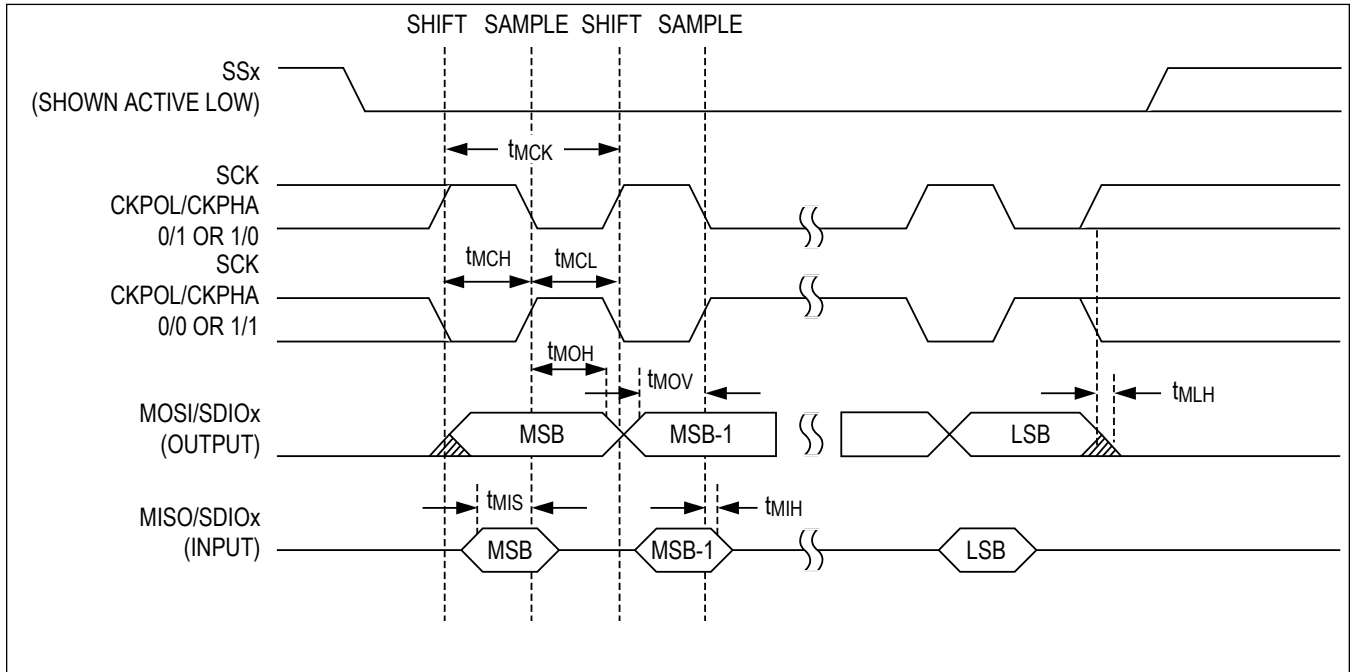 SHIFT SAMPLE SHIFT SAMPLE
SSx
(SHOWN ACTIVE LOW)
tMCK
SCK
CKPOL/CKPHA
0/1 OR 1/0
tMCH tMCL
SCK
CKPOL/CKPHA
0/0 OR 1/1
tMOH
tMOV
tMLH
MOSI/SDIOx
(OUTPUT)
MSB MSB-1 LSB
tMIS
tMIH
MISO/SDIOx
(INPUT)
MSB MSB-1 LSB